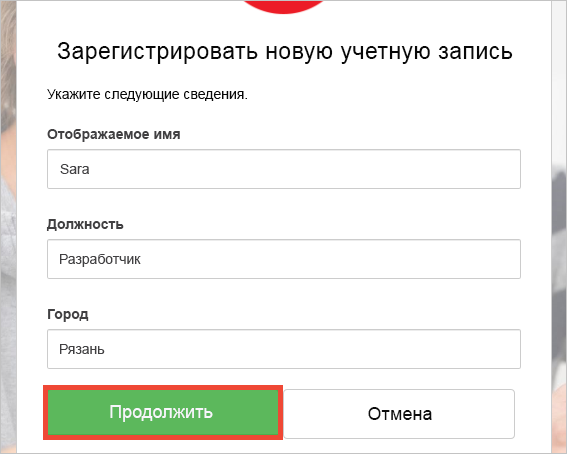 Зарегистрировать новую учетную запись
Укажите следующие сведения.
Отображаемое имя
Sara
Должность
Разработчик
Город
Рязань
Продолжить
Отмена